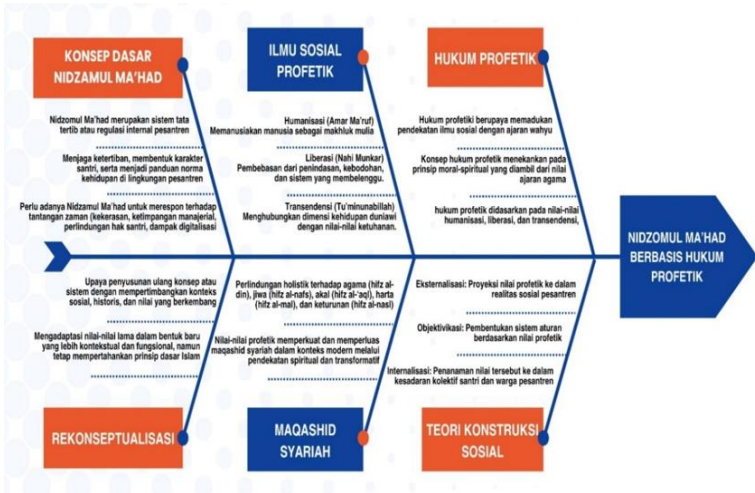 KONSEP DASAR
NIDZAMUL MA'HAD
Nidzomul Ma'had merupakan sistem tata
tertib atau regulasi internal pesantren
Menjaga ketertiban, membentuk karakter
santri, serta menjadi panduan norma
kehidupan di lingkungan pesantren
Perlu adanya Nidzamul Ma'had untuk merespon terhadap
tantangan zaman (kekerasan, ketimpangan manajerial,
perlindungan hak santri, dampak digitalisasi
ILMU SOSIAL
PROFETIK
Humanisasi (Amar Ma'ruf)
Memanusiakan manusia sebagai makhluk mulia
Liberasi (Nahi Munkar)
Pembebasan dari penindasan, kebodohan,
dan sistem yang membelenggu.
Transendensi (Tu'minunabillah)
Menghubungkan dimensi kehidupan duniawi
dengan nilai-nilai ketuhanan.
HUKUM PROFETIK
Hukum profetiki berupaya memadukan
pendekatan ilmu sosial dengan ajaran wahyu
Konsep hukum profetik menekankan pada
prinsip moral-spiritual yang diambil dari nilai
ajaran agama
hukum profetik didasarkan pada nilai-nilai
humanisasi, liberasi, dan transendensi,
NIDZOMUL MA'HAD
BERBASIS HUKUM
PROFETIK
Upaya penyusunan ulang konsep atau
sistem dengan mempertimbangkan konteks
sosial, historis, dan nilai yang berkembang
Mengadaptasi nilai-nilai lama dalam bentuk baru
yang lebih kontekstual dan fungsional, namun
tetap mempertahankan prinsip dasar Islam
REKONSEPTUALISASI
Perlindungan holistik terhadap agama (hifz al-
din), jiwa (hifz al-nafs), akal (hifz al-'aql), harta
(hifz al-mal), dan keturunan (hifz al-nasl)
Nilai-nilai profetik memperkuat dan memperluas
maqashid syariah dalam konteks modern melalui
pendekatan spiritual dan transformatif
MAQASHID
SYARIAH
Eksternalisasi: Proyeksi nilai profetik ke dalam
realitas sosial pesantren
Objektivikasi: Pembentukan sistem aturan
berdasarkan nilai profetik
Internalisasi: Penanaman nilai tersebut ke dalam
kesadaran kolektif santri dan warga pesantren
TEORI KONSTRUKSI
SOSIAL